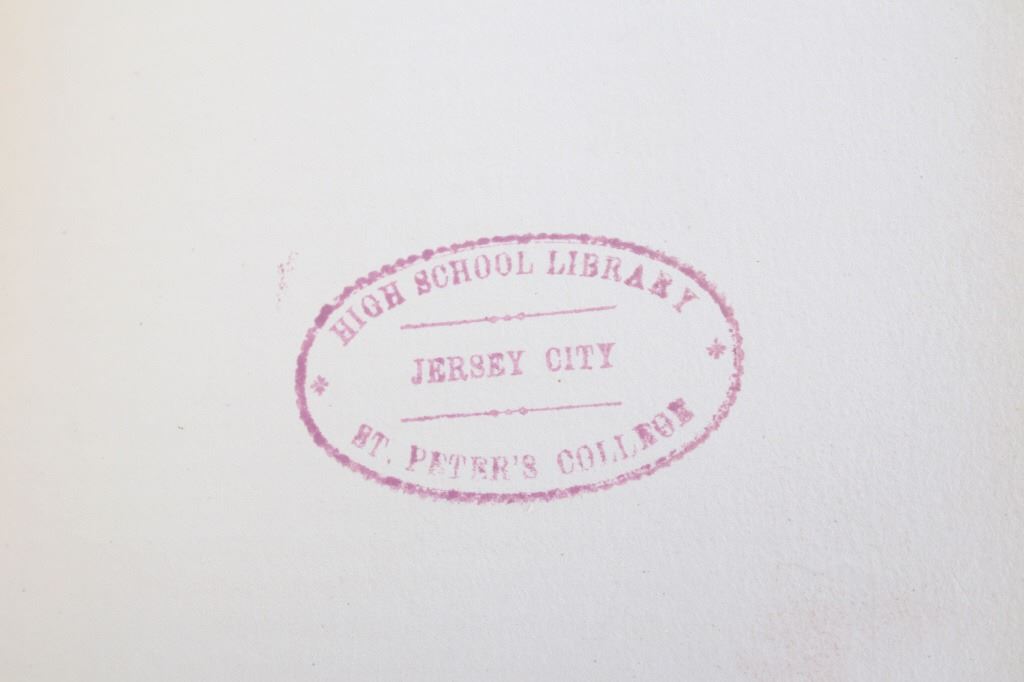 HIGH SCHOOL LIBRARY
JERSEY CITY
ST. PETER'S COLLEGE